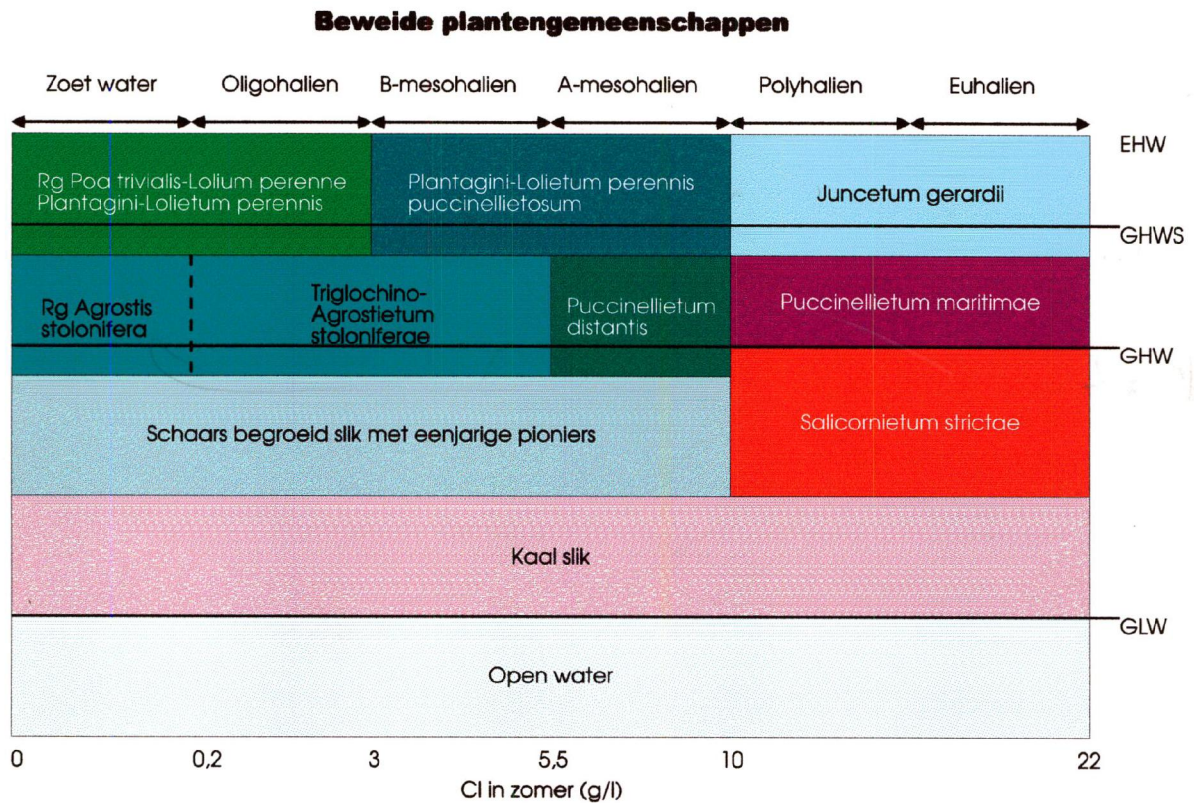 Beweide plantengemeenschappen
Zoet water
Oligohalien
B-mesohalien
A-mesohalien
Polyhalien
Euhalien
EHW
Rg Poa trivialis-Lolium perenne
Plantagini-Lolietum perennis
Plantagini-Lolietum perennis
puccinellietosum
Juncetum gerardii
GHWS
Rg Agrostis
stolonifera
Triglochino-
Agrostietum
stoloniferae
Puccinellietum
distantis
Puccinellietum maritimae
GHW
Schaars begroeid slik met eenjarige pioniers
Salicornietum strictae
Kaal slik
GLW
Open water
0
0,2
3
5,5
10
22
Cl in zomer (g/l)